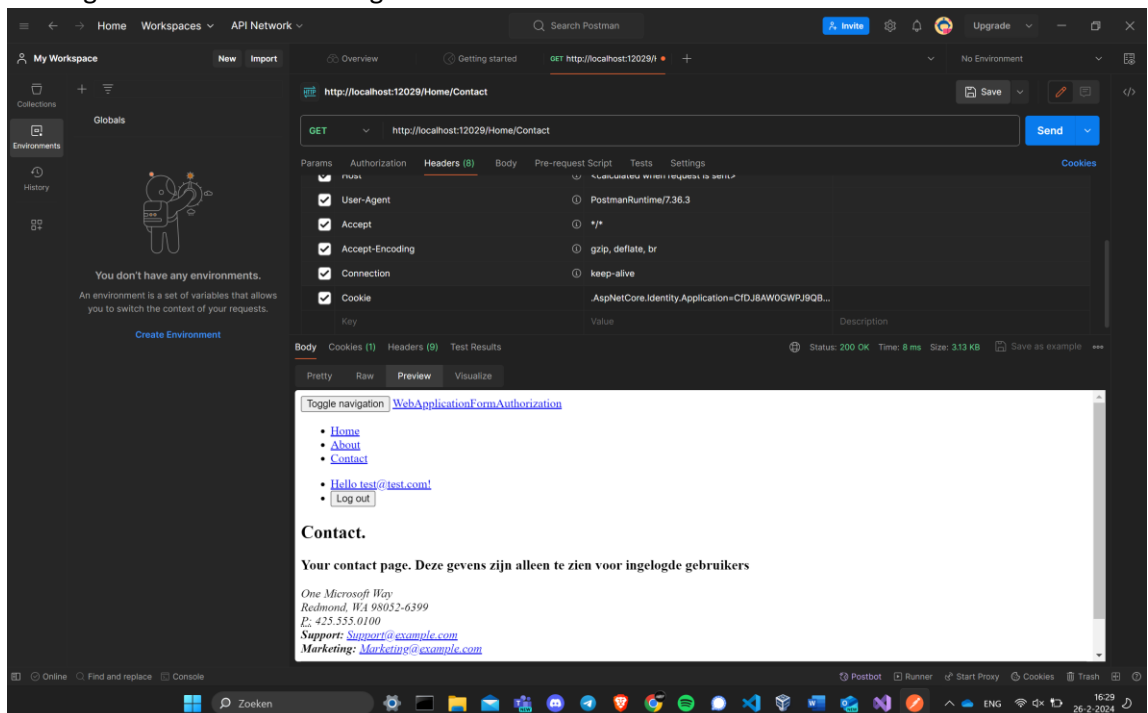 Home Workspaces API Network Search Postman Invite Upgrade
My Workspace New Import Overview Getting started GET http://localhost:12029/H No Environment
Collections
Environments
History
Globals
You don't have any environments.
An environment is a set of variables that allows
you to switch the context of your requests.
Create Environment
HTTP http://localhost:12029/Home/Contact Save
GET http://localhost:12029/Home/Contact Send
Params Authorization Headers (8) Body Pre-request Script Tests Settings Cookies
Host <calculated when request is sent>
User-Agent PostmanRuntime/7.36.3
Accept */*
Accept-Encoding gzip, deflate, br
Connection keep-alive
Cookie .AspNetCore.Identity.Application=CfDJ8AW0GWPJ9QB...
Key Value Description
Body Cookies (1) Headers (9) Test Results Status: 200 OK Time: 8 ms Size: 3.13 KB Save as example
Pretty Raw Preview Visualize
Toggle navigation WebApplicationFormAuthorization
Home
About
Contact
Hello test@test.com!
Log out
Contact.
Your contact page. Deze gevens zijn alleen te zien voor ingelogde gebruikers
One Microsoft Way
Redmond, WA 98052-6399
P: 425.555.0100
Support: Support@example.com
Marketing: Marketing@example.com
Online Find and replace Console Postbot Runner Start Proxy Cookies Trash
Zoeken ENG 16:29
26-2-2024